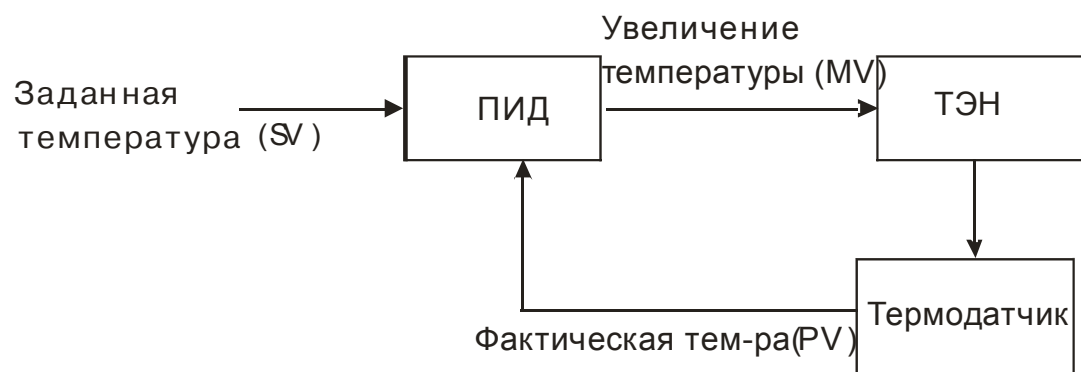 Увеличение
температуры (MV)
Заданная
температура (SV)
ПИД
ТЭН
Термодатчик
Фактическая тем-ра(PV)